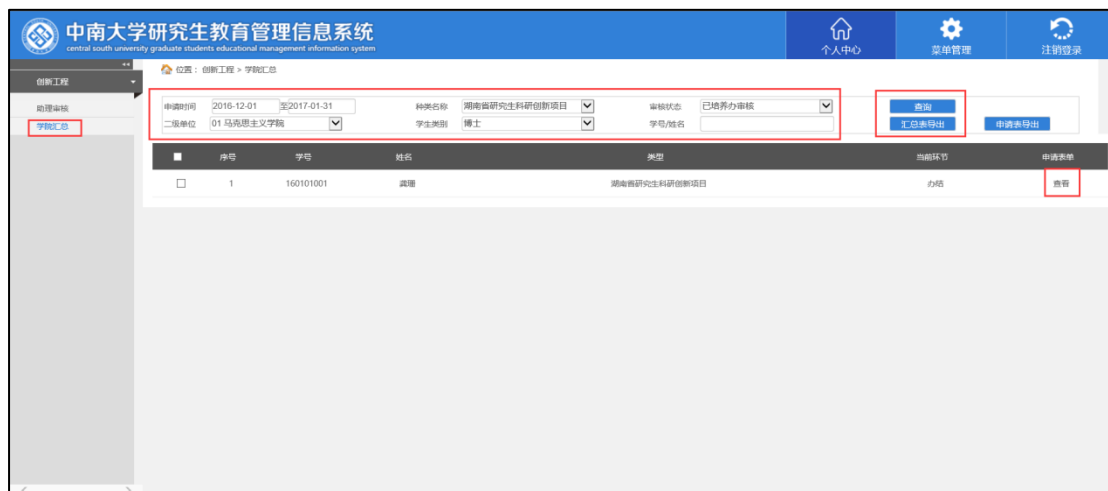 中南大学研究生教育管理信息系统
central south university graduate students educational management information system
个人中心
菜单管理
注销登录
创新工程
助理审核
学院汇总
位置： 创新工程 > 学院汇总
申请时间 2016-12-01 至2017-01-31 种类名称 湖南省研究生科研创新项目 审核状态 已培养办审核 查询
二级单位 01 马克思主义学院 学生类别 博士 学号/姓名 汇总表导出 申请表导出
序号 学号 姓名 类型 当前环节 申请表单
1 160101001 龚珊 湖南省研究生科研创新项目 办结 查看